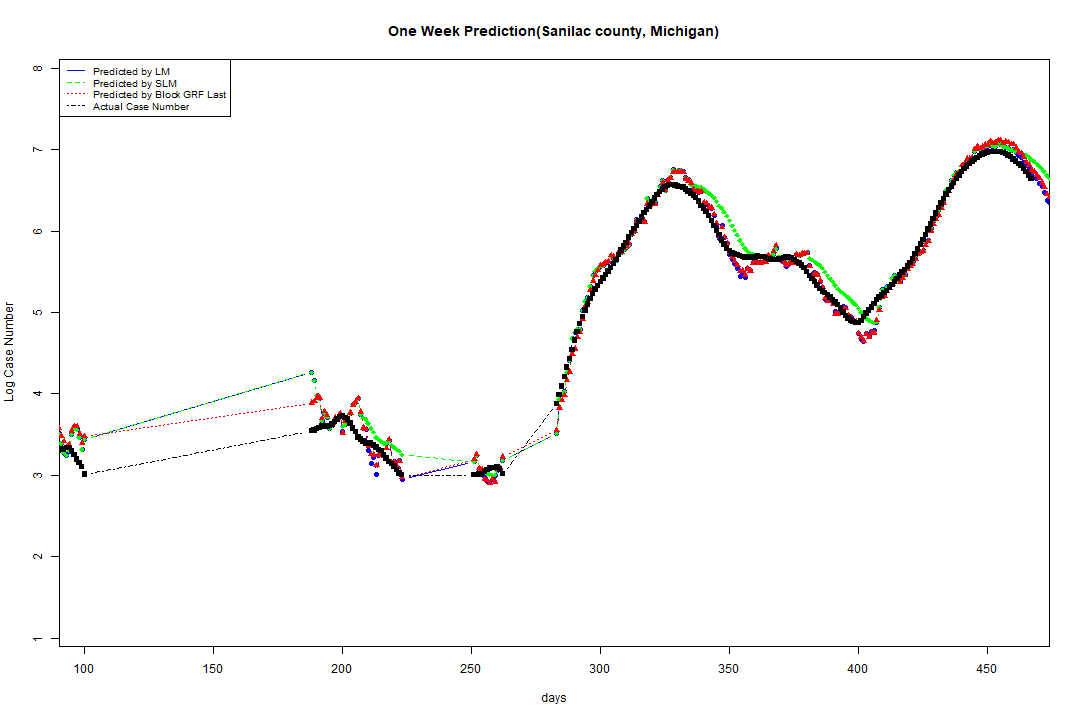 One Week Prediction(Sanilac county, Michigan)
Predicted by LM
Predicted by SLM
Predicted by Block GRF Last
Actual Case Number
Log Case Number
8
7
6
5
4
3
2
1
100 150 200 250 300 350 400 450
days